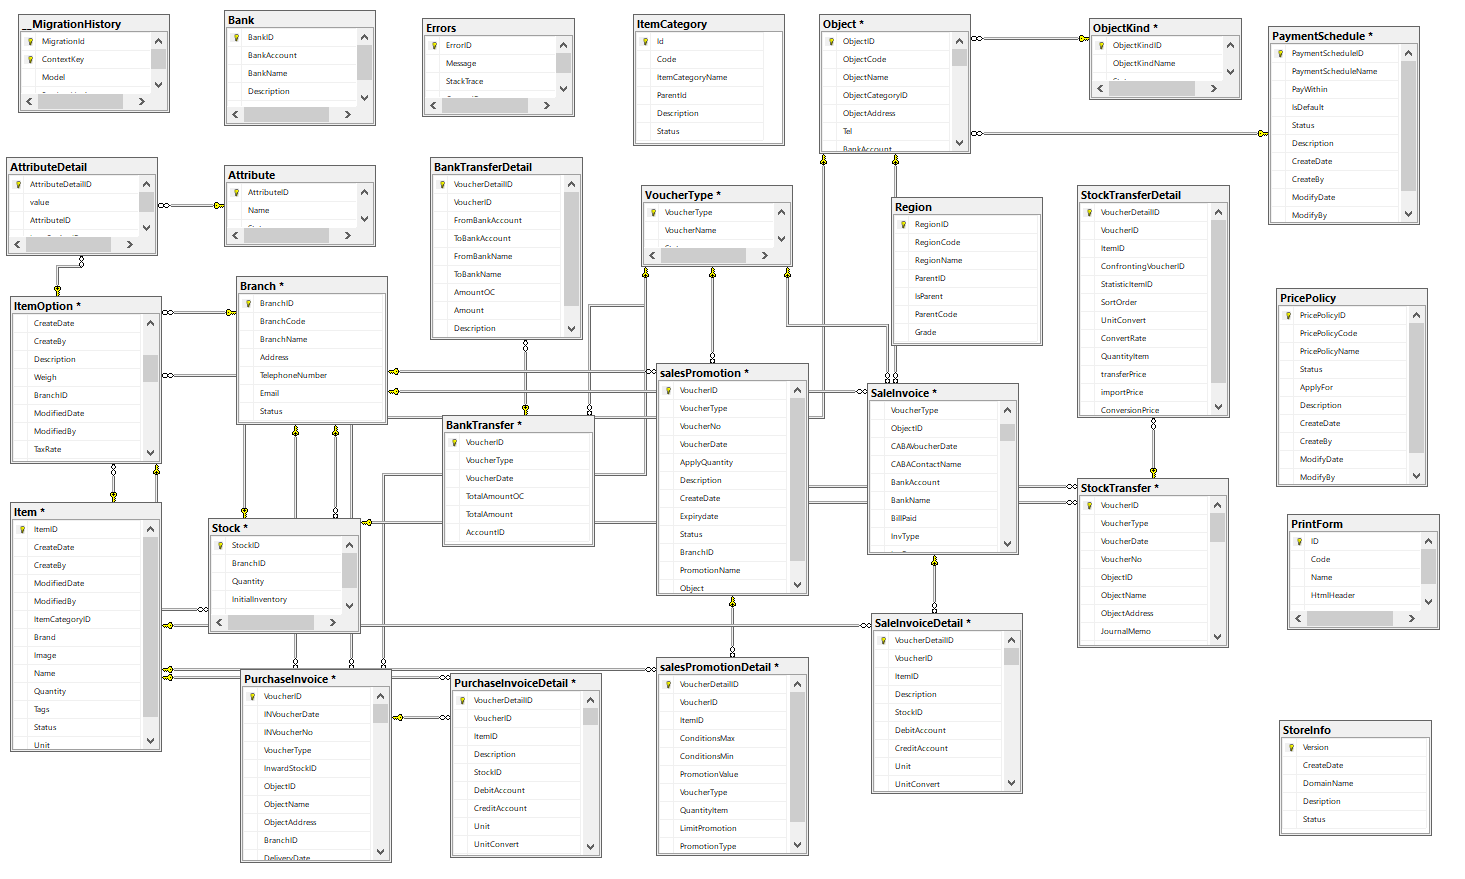 __MigrationHistory
MigrationId
ContextKey
Model
Bank
BankID
BankAccount
BankName
Description
Errors
ErrorID
Message
StackTrace
ItemCategory
Id
Code
ItemCategoryName
ParentId
Description
Status
Object *
ObjectID
ObjectCode
ObjectName
ObjectCategoryID
ObjectAddress
Tel
BankAccount
ObjectKind *
ObjectKindID
ObjectKindName
PaymentSchedule *
PaymentScheduleID
PaymentScheduleName
PayWithin
IsDefault
Status
Description
CreateDate
CreateBy
ModifyDate
ModifyBy
AttributeDetail
AttributeDetailID
value
AttributeID
Attribute
AttributeID
Name
BankTransferDetail
VoucherDetailID
VoucherID
FromBankAccount
ToBankAccount
FromBankName
ToBankName
AmountOC
Amount
Description
VoucherType *
VoucherType
VoucherName
Region
RegionID
RegionCode
RegionName
ParentID
IsParent
ParentCode
Grade
StockTransferDetail
VoucherDetailID
VoucherID
ItemID
ConfrontingVoucherID
StatisticItemID
SortOrder
UnitConvert
ConvertRate
QuantityItem
transferPrice
importPrice
ConversionPrice
PricePolicy
PricePolicyID
PricePolicyCode
PricePolicyName
Status
ApplyFor
Description
CreateDate
CreateBy
ModifyDate
ModifyBy
ItemOption *
CreateDate
CreateBy
Description
Weigh
BranchID
ModifiedDate
ModifiedBy
TaxRate
Branch *
BranchID
BranchCode
BranchName
Address
TelephoneNumber
Email
Status
BankTransfer *
VoucherID
VoucherType
VoucherDate
TotalAmountOC
TotalAmount
AccountID
salesPromotion *
VoucherID
VoucherType
VoucherNo
VoucherDate
ApplyQuantity
Description
CreateDate
Expirydate
Status
BranchID
PromotionName
Object
SaleInvoice *
VoucherType
ObjectID
CABAVoucherDate
CABAContactName
BankAccount
BankName
BillPaid
InvType
StockTransfer *
VoucherID
VoucherType
VoucherDate
VoucherNo
ObjectID
ObjectName
ObjectAddress
JournalMemo
PrintForm
ID
Code
Name
HtmlHeader
Item *
ItemID
CreateDate
CreateBy
ModifiedDate
ModifiedBy
ItemCategoryID
Brand
Image
Name
Quantity
Tags
Status
Unit
Stock *
StockID
BranchID
Quantity
InitialInventory
PurchaseInvoice *
VoucherID
INVoucherDate
INVoucherNo
VoucherType
InwardStockID
ObjectID
ObjectName
ObjectAddress
BranchID
DeliveryDate
PurchaseInvoiceDetail *
VoucherDetailID
VoucherID
ItemID
Description
StockID
DebitAccount
CreditAccount
Unit
UnitConvert
salesPromotionDetail *
VoucherDetailID
VoucherID
ItemID
ConditionsMax
ConditionsMin
PromotionValue
VoucherType
QuantityItem
LimitPromotion
PromotionType
SaleInvoiceDetail *
VoucherDetailID
VoucherID
ItemID
Description
StockID
DebitAccount
CreditAccount
Unit
UnitConvert
StoreInfo
Version
CreateDate
DomainName
Desription
Status